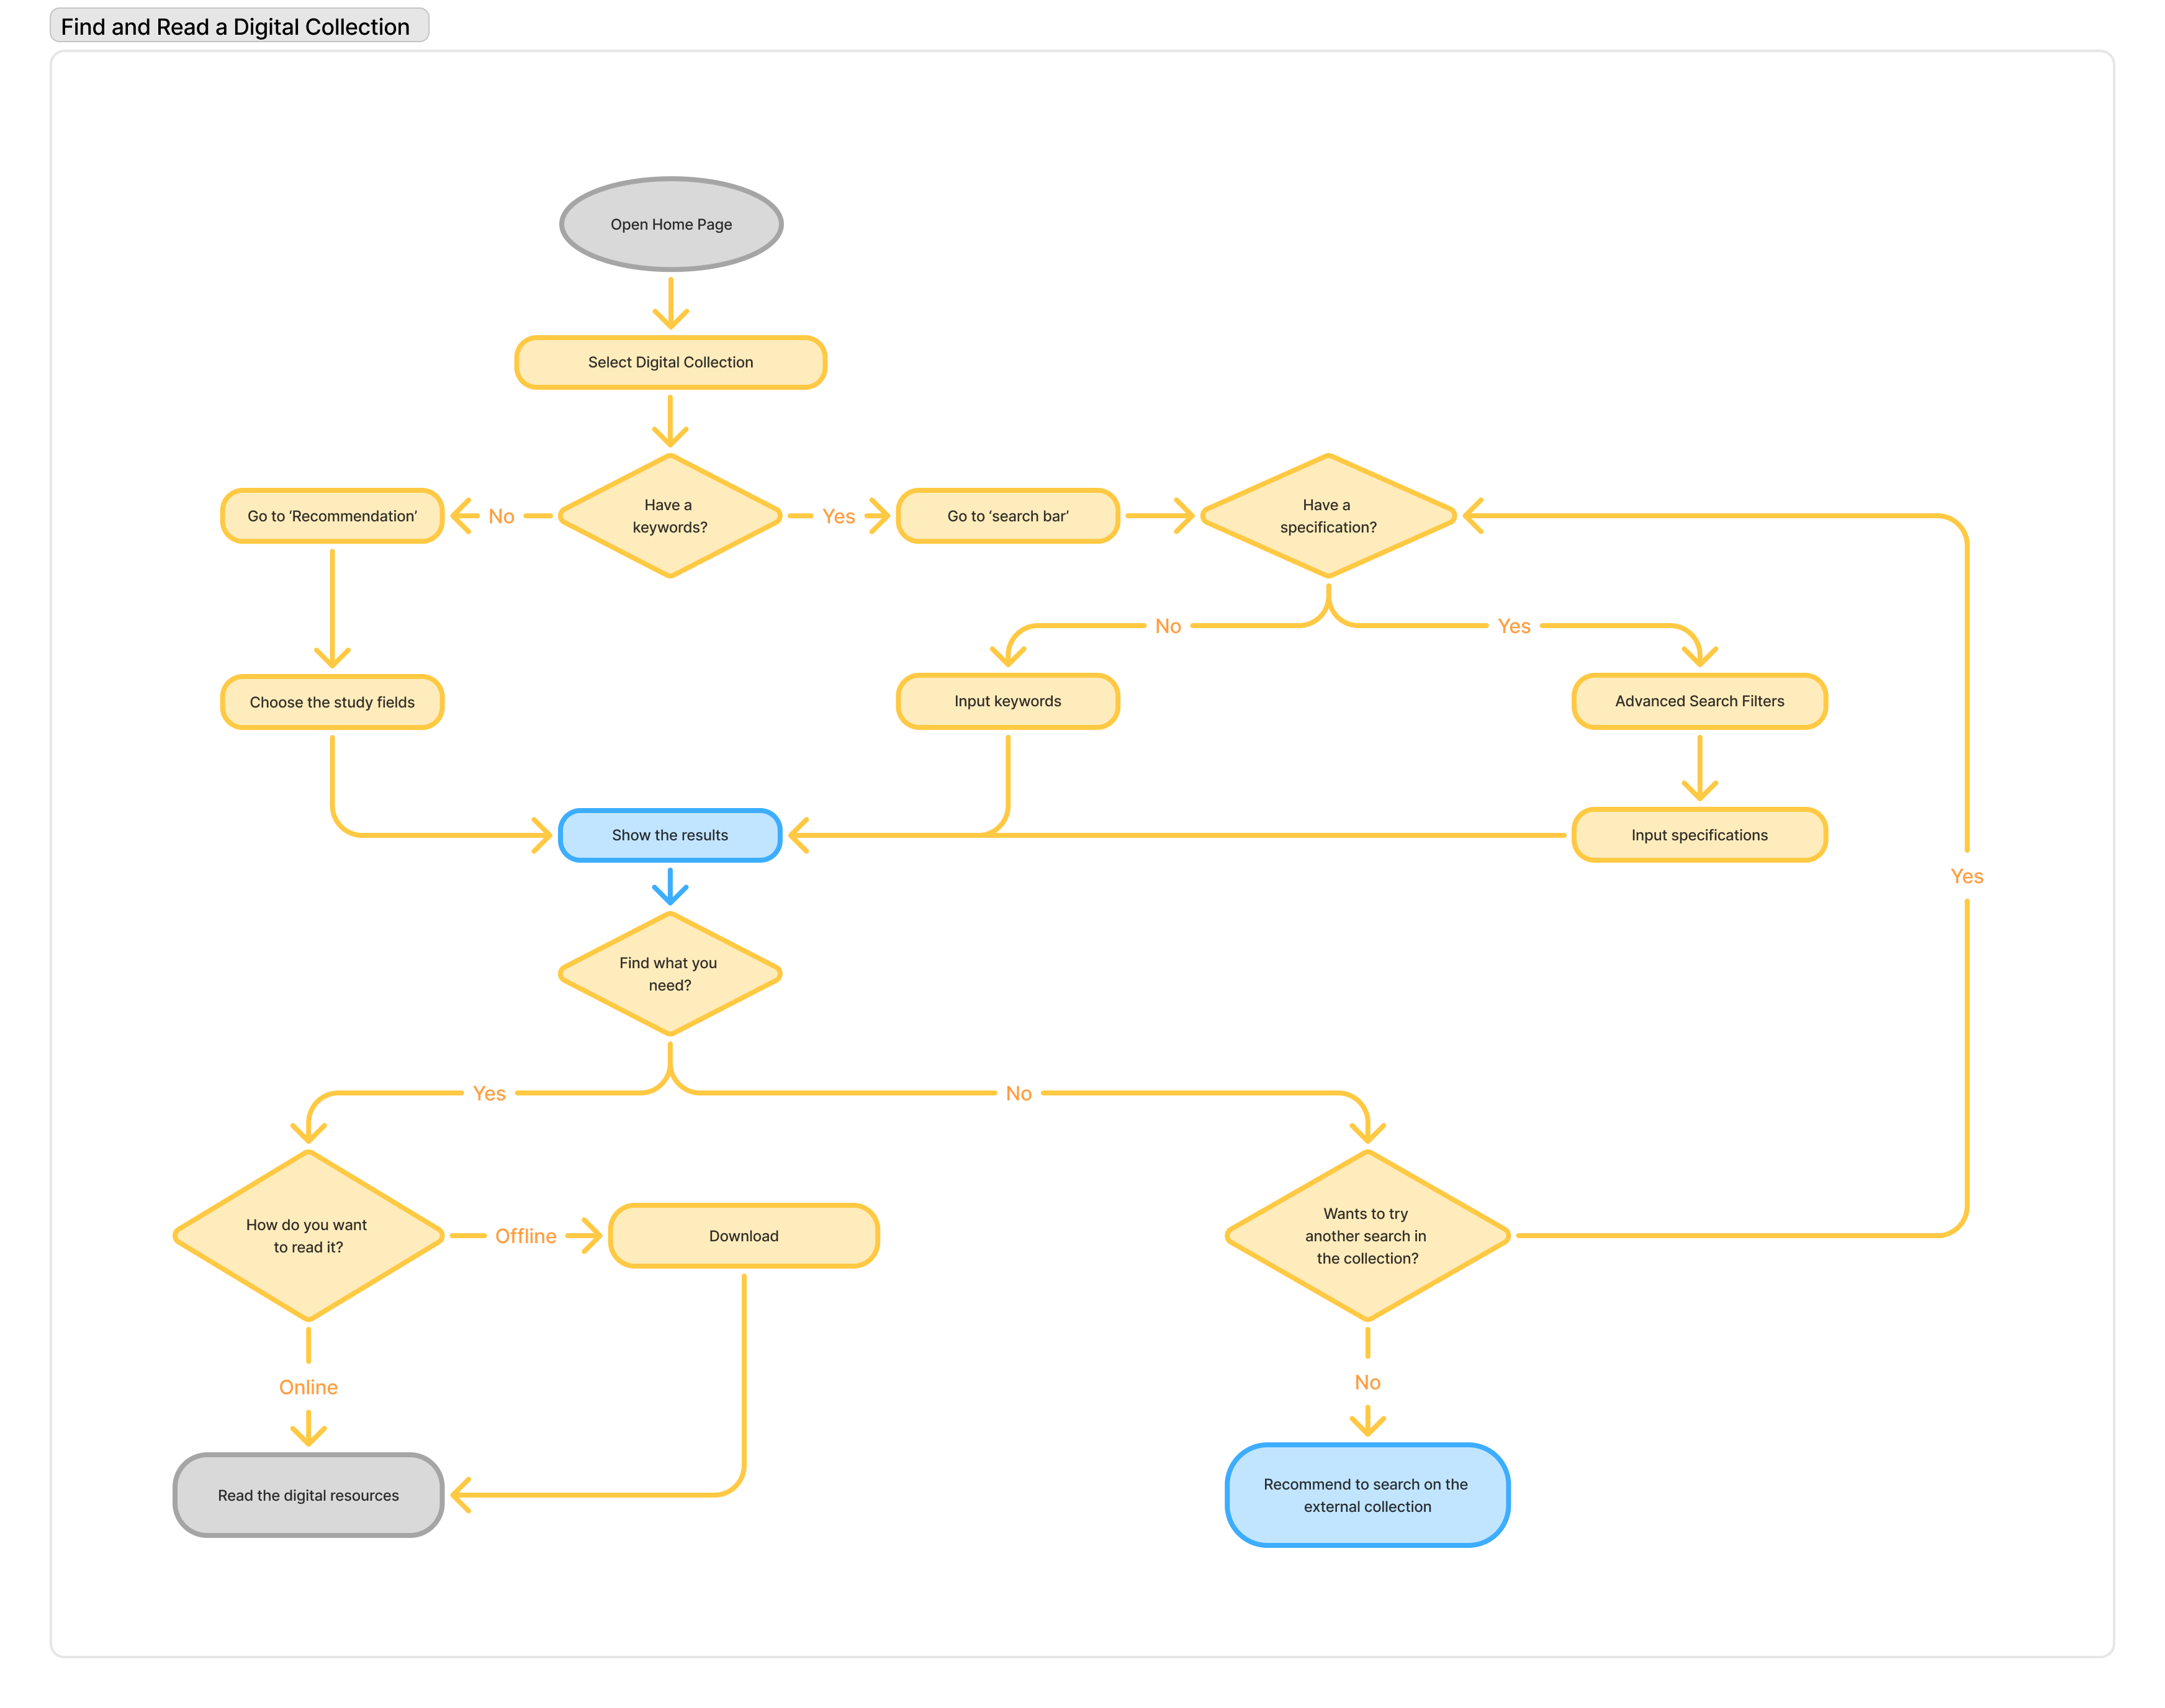 Find and Read a Digital Collection
Open Home Page
Select Digital Collection
Have a
keywords?
No
Go to ‘Recommendation’
Yes
Go to ‘search bar’
Have a
specification?
No
Yes
Choose the study fields
Input keywords
Advanced Search Filters
Show the results
Input specifications
Yes
Find what you
need?
Yes
No
How do you want
to read it?
Offline
Download
Wants to try
another search in
the collection?
Online
No
Read the digital resources
Recommend to search on the
external collection